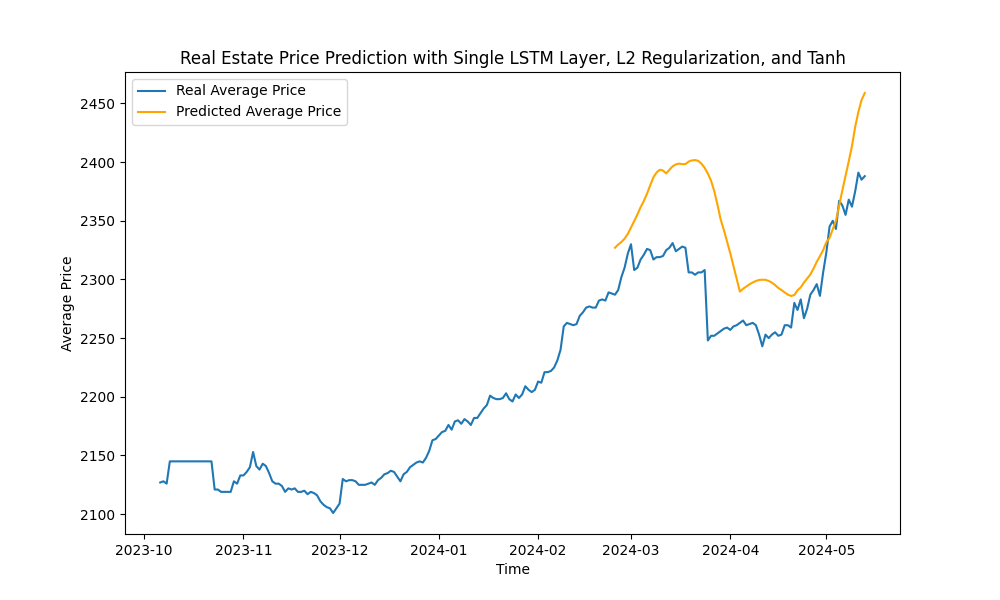 Real Estate Price Prediction with Single LSTM Layer, L2 Regularization, and Tanh
Real Average Price
Predicted Average Price
Average Price
2450
2400
2350
2300
2250
2200
2150
2100
2023-10 2023-11 2023-12 2024-01 2024-02 2024-03 2024-04 2024-05
Time